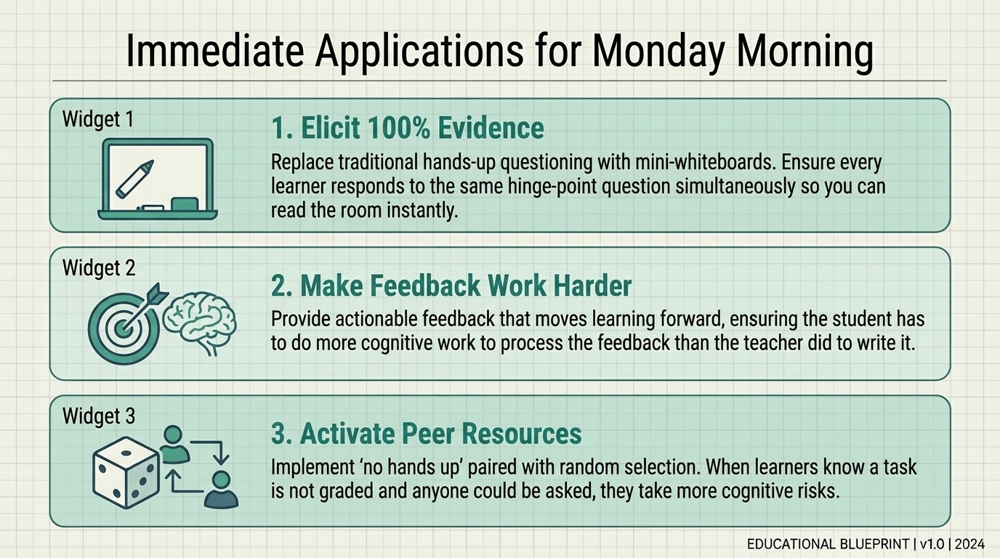 Immediate Applications for Monday Morning
Widget 1
1. Elicit 100% Evidence
Replace traditional hands-up questioning with mini-whiteboards. Ensure every
learner responds to the same hinge-point question simultaneously so you can
read the room instantly.
Widget 2
2. Make Feedback Work Harder
Provide actionable feedback that moves learning forward, ensuring the student has
to do more cognitive work to process the feedback than the teacher did to write it.
Widget 3
3. Activate Peer Resources
Implement ‘no hands up’ paired with random selection. When learners know a task
is not graded and anyone could be asked, they take more cognitive risks.
EDUCATIONAL BLUEPRINT | v1.0 | 2024